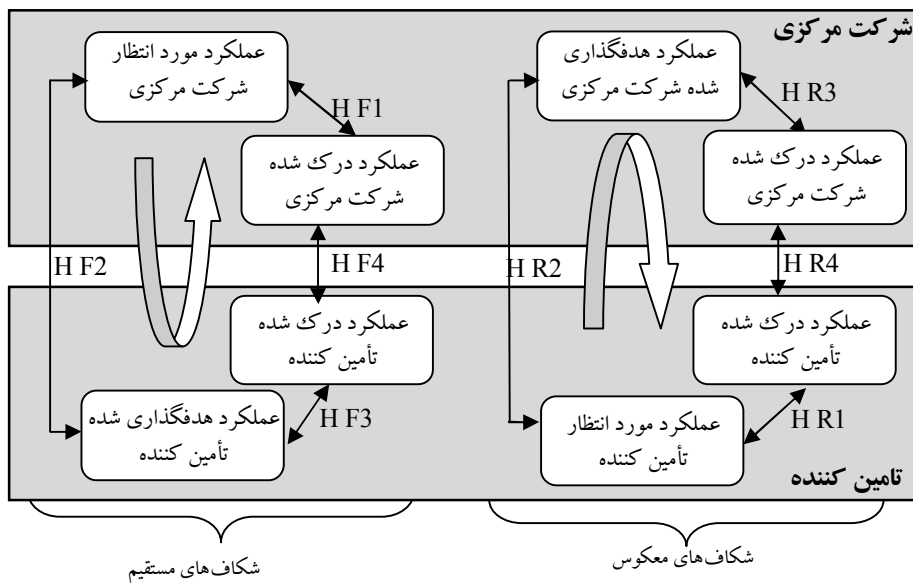 شرکت مرکزی
عملکرد هدفگذاری
شده شرکت مرکزی
H R3
عملکرد درک شده
شرکت مرکزی
عملکرد مورد انتظار
شرکت مرکزی
H F1
عملکرد درک شده
شرکت مرکزی
H R4
H R2
H F4
H F2
عملکرد درک شده
تأمین کننده
H R1
عملکرد مورد انتظار
تأمین کننده
عملکرد درک شده
تأمین کننده
H F3
عملکرد هدفگذاری شده
تأمین کننده
تامین کننده
شکاف‌های معکوس
شکاف‌های مستقیم